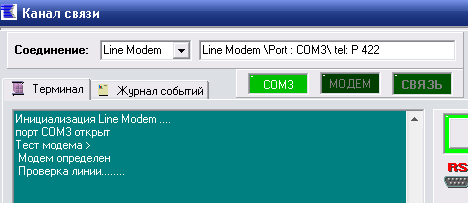 Канал связи
Соединение: Line Modem Line Modem \Port : COM3\ tel: P 422
Терминал Журнал событий COM3 МОДЕМ СВЯЗЬ
Инициализация Line Modem ....
порт COM3 открыт
Тест модема >
Модем определен
Проверка линии........
RS